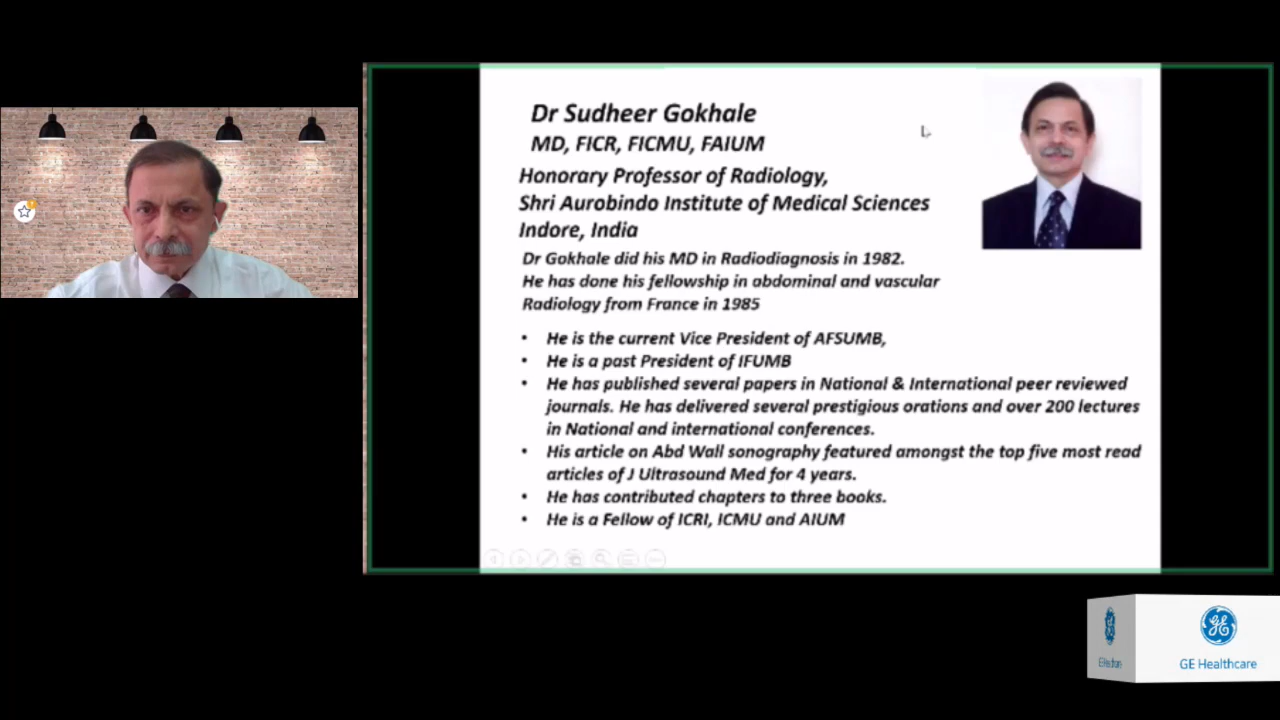 Dr Sudheer Gokhale
MD, FICR, FICMU, FAIUM
Honorary Professor of Radiology,
Shri Aurobindo Institute of Medical Sciences
Indore, India
Dr Gokhale did his MD in Radiodiagnosis in 1982.
He has done his fellowship in abdominal and vascular
Radiology from France in 1985
• He is the current Vice President of AFSUMB,
• He is a past President of IFUMB
• He has published several papers in National & International peer reviewed
journals. He has delivered several prestigious orations and over 200 lectures
in National and international conferences.
• His article on Abd Wall sonography featured amongst the top five most read
articles of J Ultrasound Med for 4 years.
• He has contributed chapters to three books.
• He is a Fellow of ICRI, ICMU and AIUM
GE
GE Healthcare